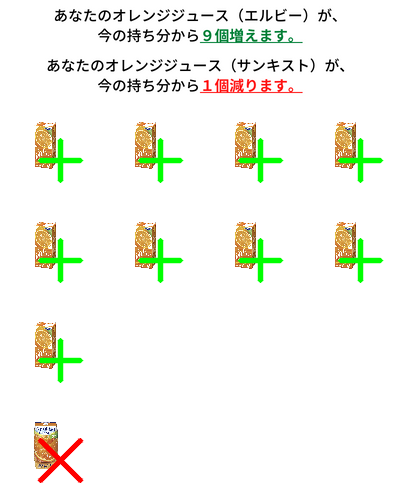 あなたのオレンジジュース（エルビー）が、
今の持ち分から９個増えます。
あなたのオレンジジュース（サンキスト）が、
今の持ち分から１個減ります。